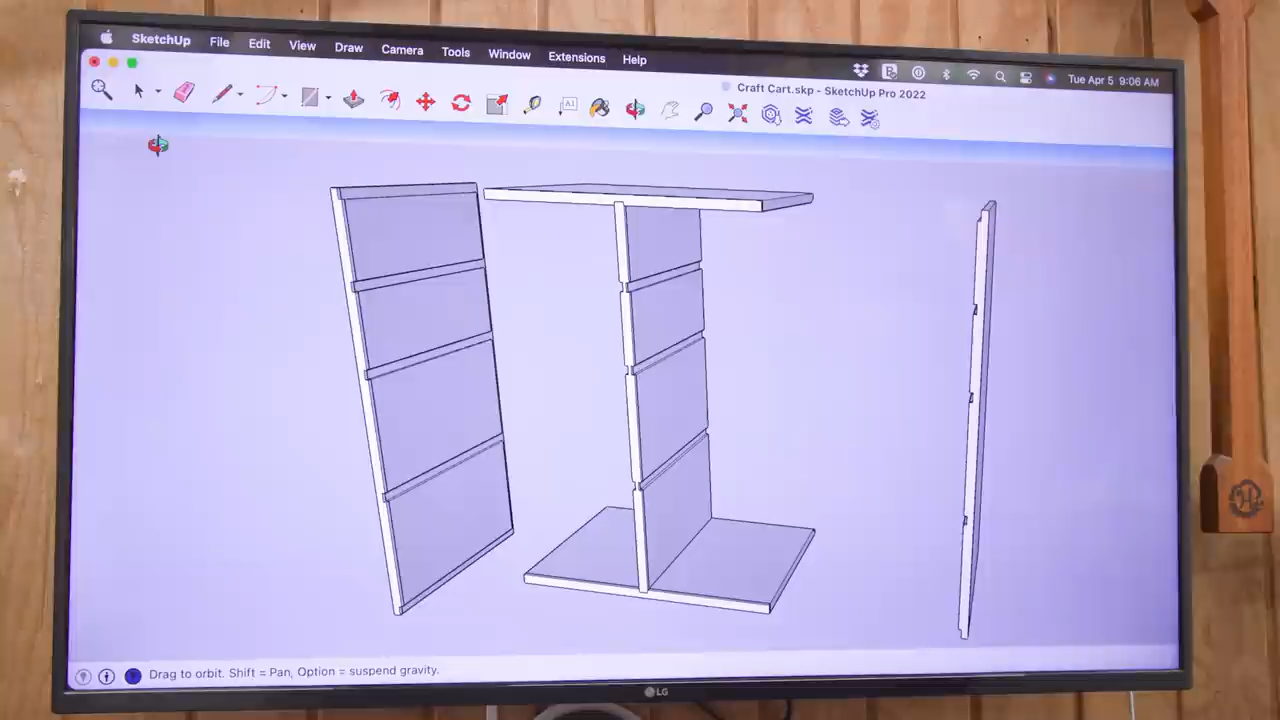 SketchUp File Edit View Draw Camera Tools Window Extensions Help Tue Apr 5 9:06 AM
Craft Cart.skp - SketchUp Pro 2022
A1
Drag to orbit. Shift = Pan, Option = suspend gravity.
LG